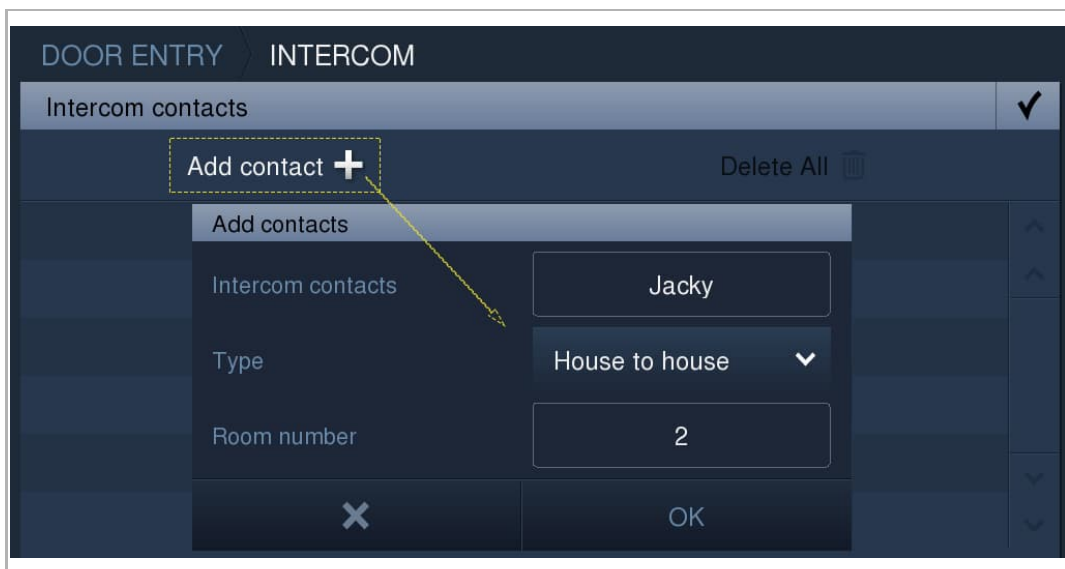 DOOR ENTRY INTERCOM
Intercom contacts
Add contact Delete All
Add contacts
Intercom contacts Jacky
Type House to house
Room number 2
OK